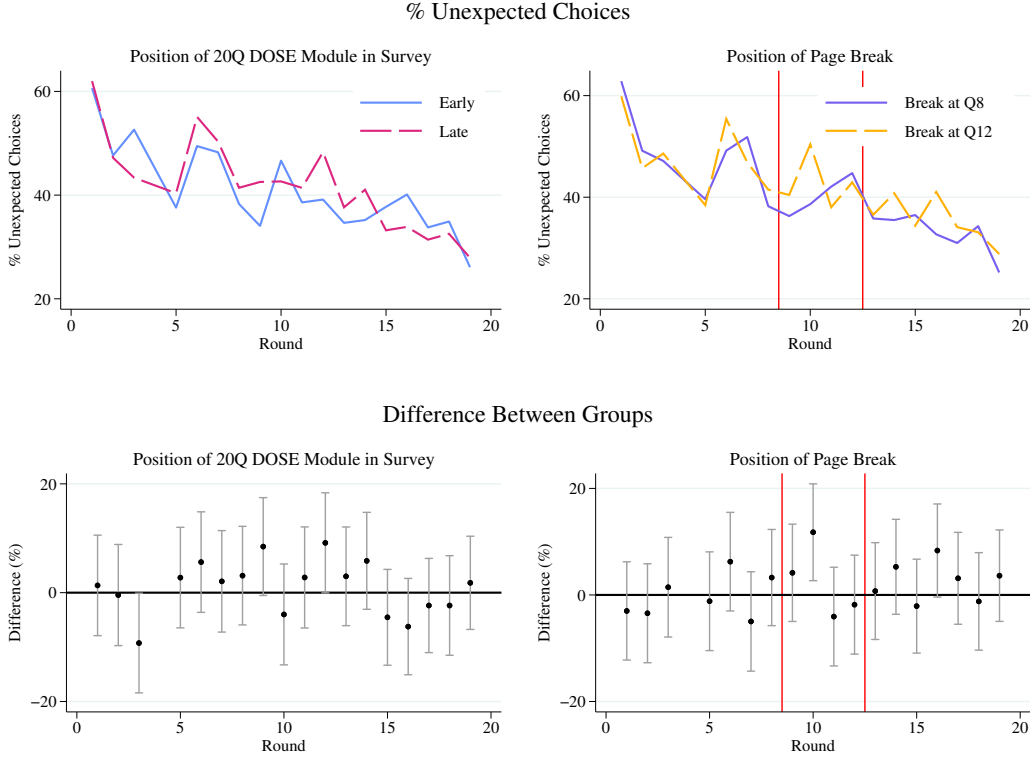 % Unexpected Choices
Position of 20Q DOSE Module in Survey
% Unexpected Choices
60
40
20
Early
Late
0
5
10
15
20
Round
Position of Page Break
% Unexpected Choices
60
40
20
Break at Q8
Break at Q12
0
5
10
15
20
Round
Difference Between Groups
Position of 20Q DOSE Module in Survey
Difference (%)
20
0
−20
0
5
10
15
20
Round
Position of Page Break
Difference (%)
20
0
−20
0
5
10
15
20
Round